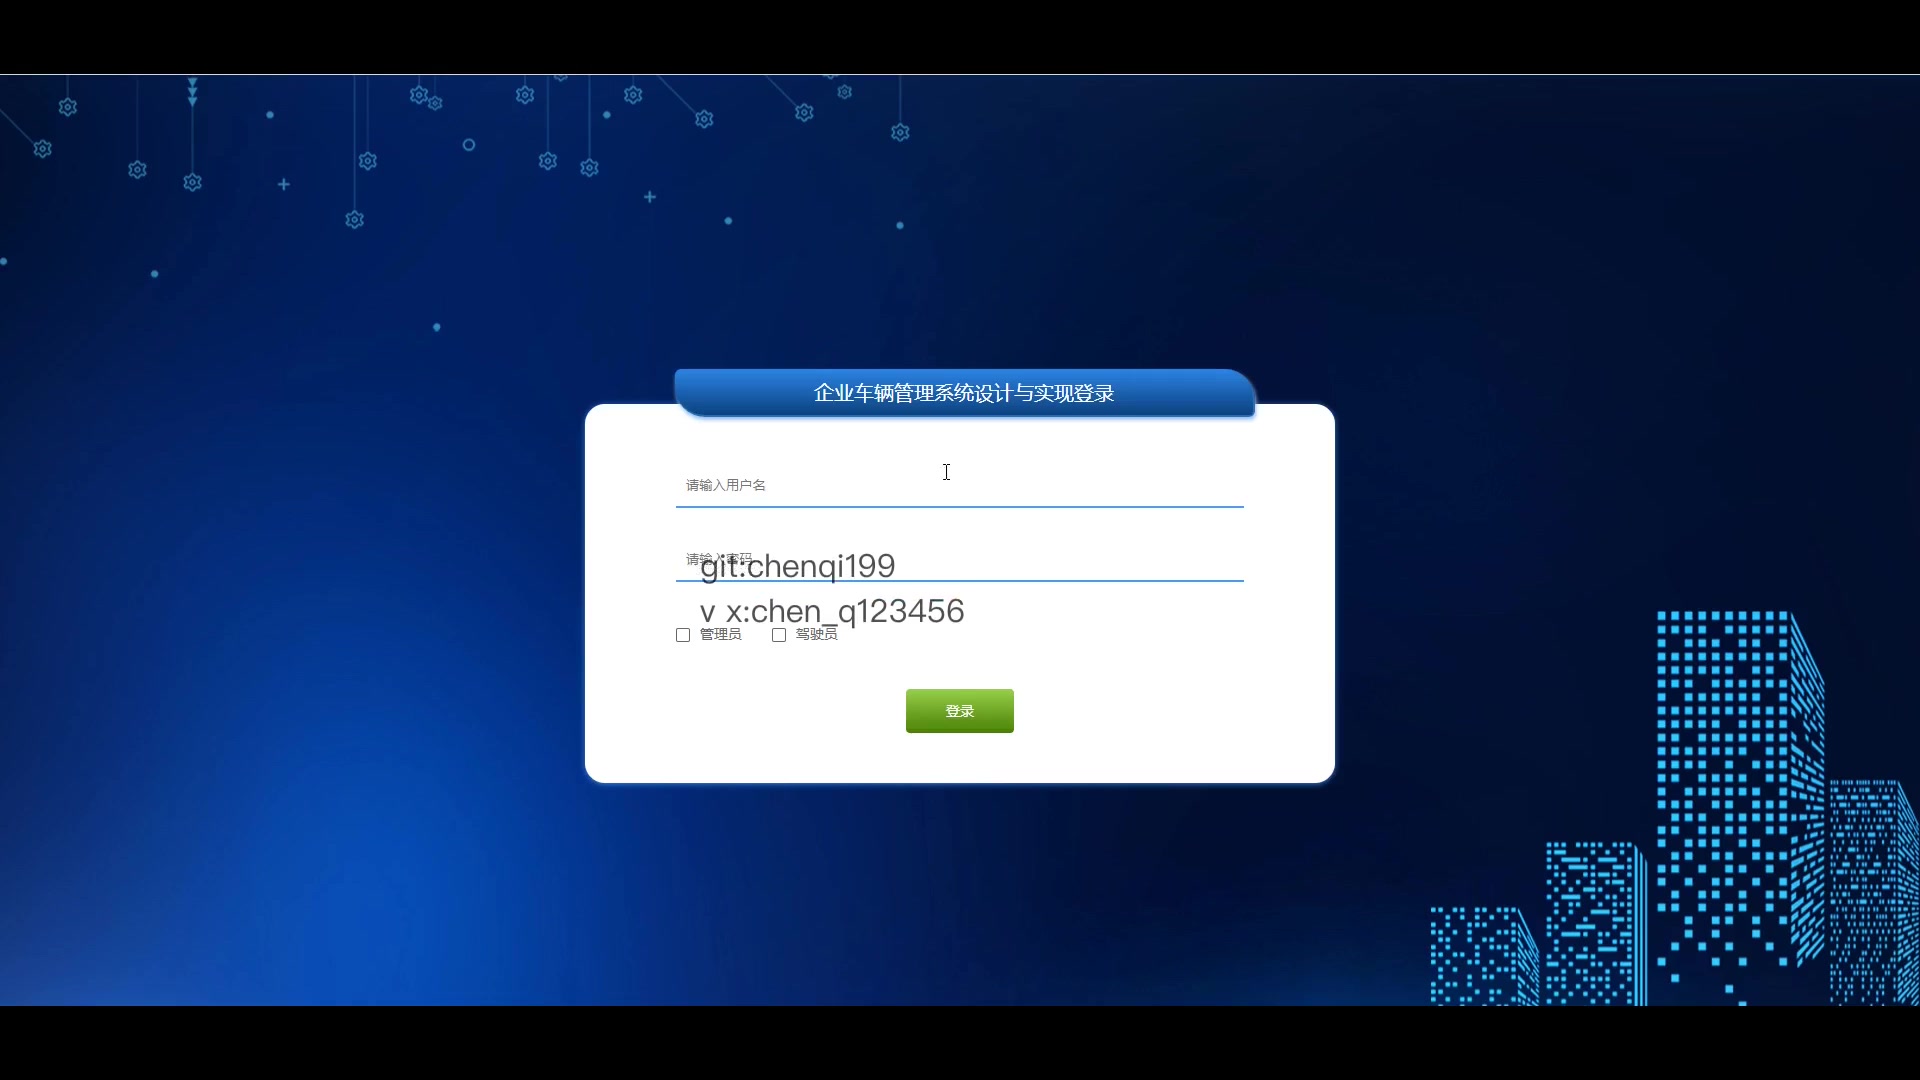 企业车辆管理系统设计与实现登录
请输入用户名
请输入密码
git:chenqi199
v x:chen_q123456
管理员
驾驶员
登录